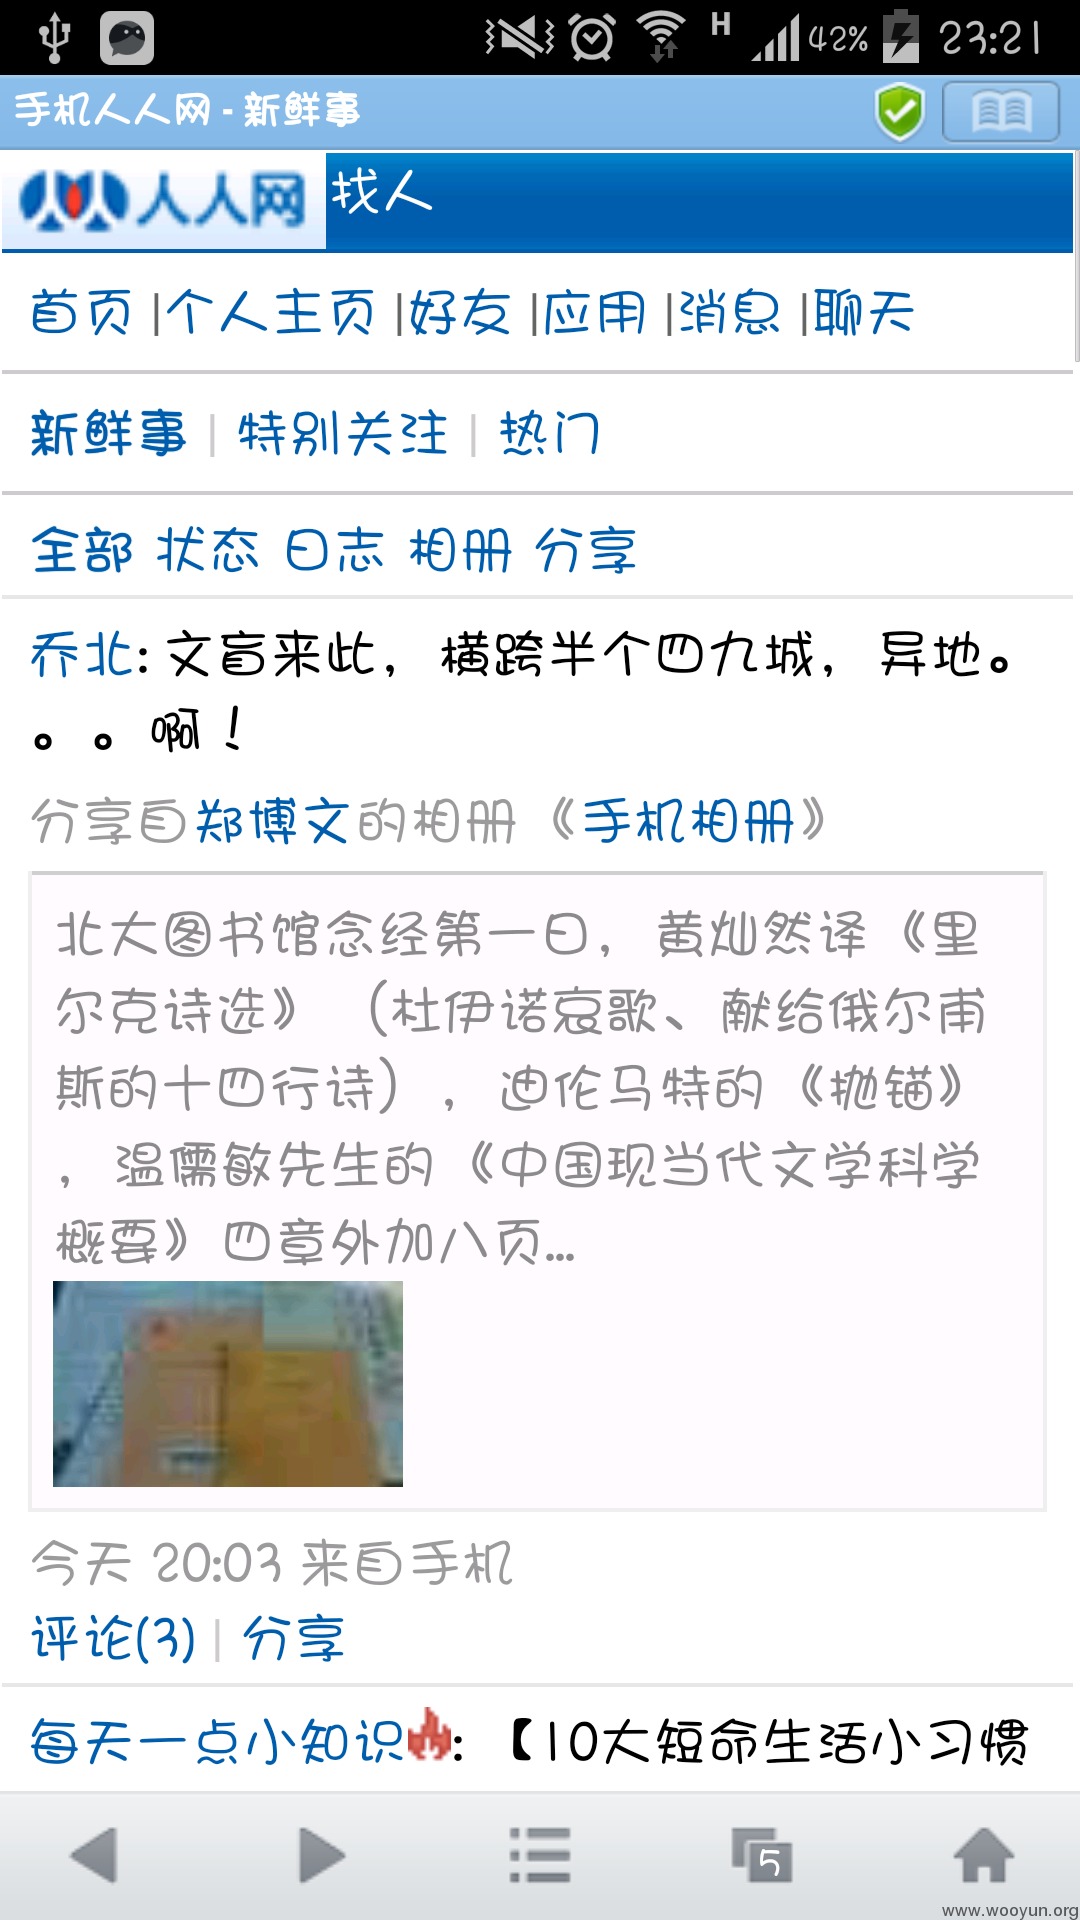 H 42% 23:21
手机人人网 - 新鲜事
人人网 找人
首页 |个人主页 |好友 |应用 |消息 |聊天
新鲜事 | 特别关注 | 热门
全部 状态 日志 相册 分享
乔北: 文盲来此，横跨半个四九城，异地。
。。啊！
分享自郑博文的相册《手机相册》
北大图书馆念经第一日，黄灿然译《里
尔克诗选》（杜伊诺哀歌、献给俄尔甫
斯的十四行诗），迪伦马特的《抛锚》
，温儒敏先生的《中国现当代文学科学
概要》四章外加八页...
今天 20:03 来自手机
评论(3) | 分享
每天一点小知识: 【10大短命生活小习惯
5
www.wooyun.org